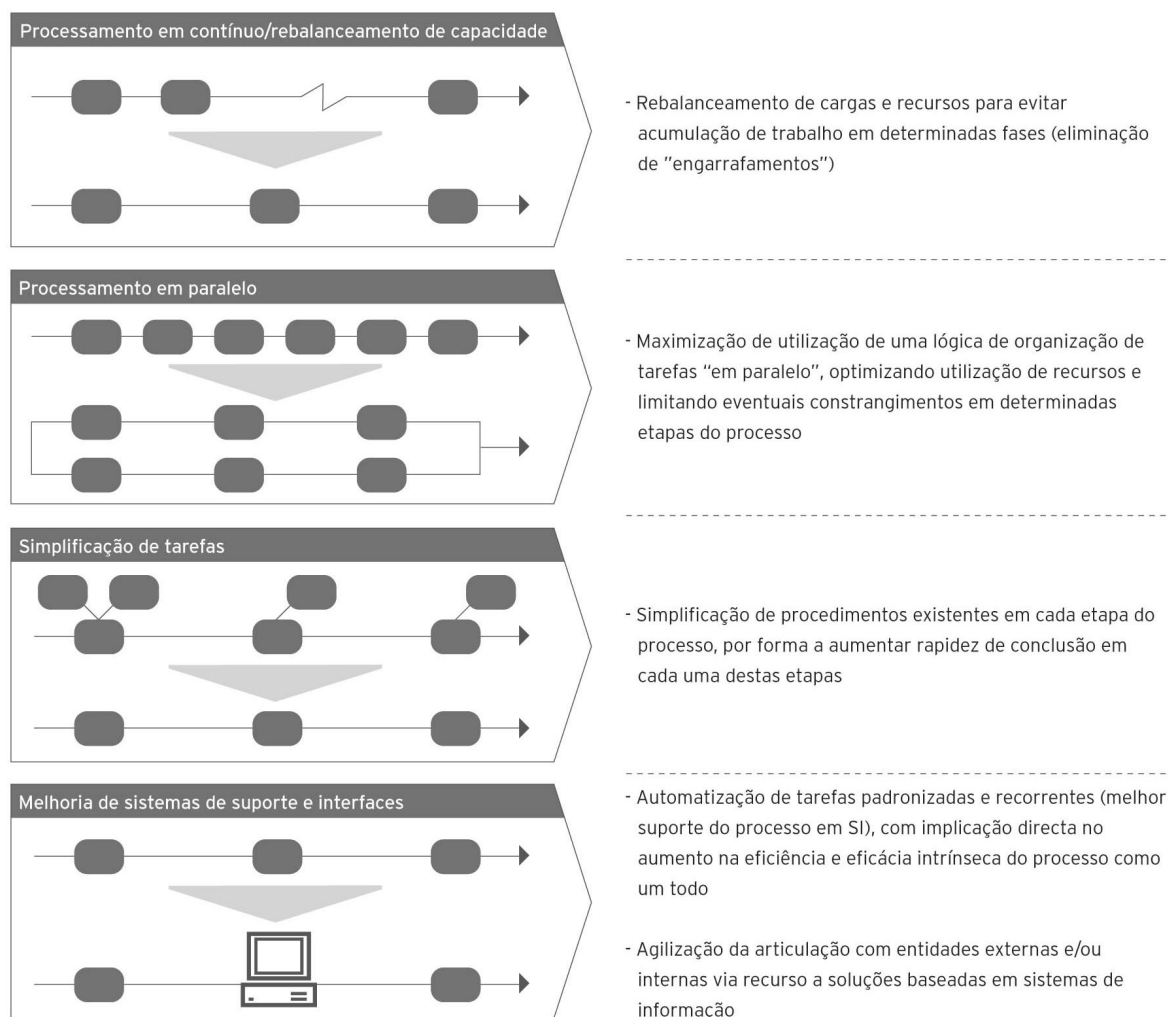 Processamento em contínuo/rebalanceamento de capacidade
- Rebalanceamento de cargas e recursos para evitar
acumulação de trabalho em determinadas fases (eliminação
de "engarrafamentos")
Processamento em paralelo
- Maximização de utilização de uma lógica de organização de
tarefas “em paralelo”, optimizando utilização de recursos e
limitando eventuais constrangimentos em determinadas
etapas do processo
Simplificação de tarefas
- Simplificação de procedimentos existentes em cada etapa do
processo, por forma a aumentar rapidez de conclusão em
cada uma destas etapas
Melhoria de sistemas de suporte e interfaces
- Automatização de tarefas padronizadas e recorrentes (melhor
suporte do processo em SI), com implicação directa no
aumento na eficiência e eficácia intrínseca do processo como
um todo
- Agilização da articulação com entidades externas e/ou
internas via recurso a soluções baseadas em sistemas de
informação